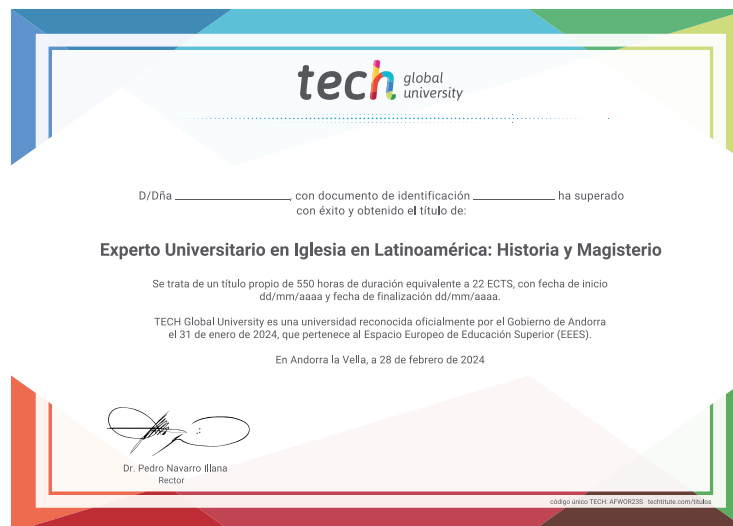 tech global university
D/Dña ____________________, con documento de identificación ______________ ha superado
con éxito y obtenido el título de:
Experto Universitario en Iglesia en Latinoamérica: Historia y Magisterio
Se trata de un título propio de 550 horas de duración equivalente a 22 ECTS, con fecha de inicio
dd/mm/aaaa y fecha de finalización dd/mm/aaaa.
TECH Global University es una universidad reconocida oficialmente por el Gobierno de Andorra
el 31 de enero de 2024, que pertenece al Espacio Europeo de Educación Superior (EEES).
En Andorra la Vella, a 28 de febrero de 2024
Dr. Pedro Navarro Illana
Rector
código único TECH: AFWOR23S techtitute.com/titulos